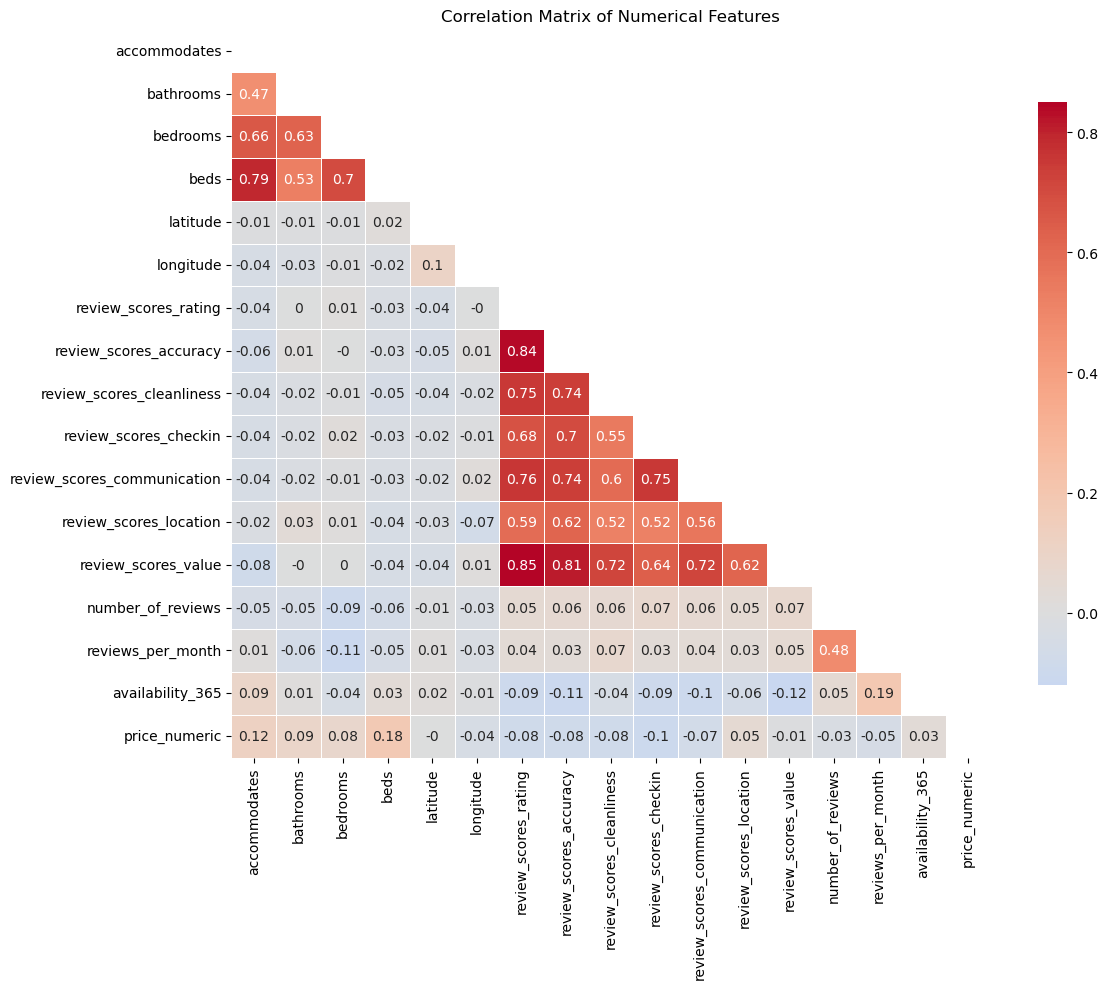 Correlation Matrix of Numerical Features
accommodates
bathrooms 0.47
bedrooms 0.66 0.63
beds 0.79 0.53 0.7
latitude -0.01 -0.01 -0.01 0.02
longitude -0.04 -0.03 -0.01 -0.02 0.1
review_scores_rating -0.04 0 0.01 -0.03 -0.04 -0
review_scores_accuracy -0.06 0.01 -0 -0.03 -0.05 0.01 0.84
review_scores_cleanliness -0.04 -0.02 -0.01 -0.05 -0.04 -0.02 0.75 0.74
review_scores_checkin -0.04 -0.02 0.02 -0.03 -0.02 -0.01 0.68 0.7 0.55
review_scores_communication -0.04 -0.02 -0.01 -0.03 -0.02 0.02 0.76 0.74 0.6 0.75
review_scores_location -0.02 0.03 0.01 -0.04 -0.03 -0.07 0.59 0.62 0.52 0.52 0.56
review_scores_value -0.08 -0 0 -0.04 -0.04 0.01 0.85 0.81 0.72 0.64 0.72 0.62
number_of_reviews -0.05 -0.05 -0.09 -0.06 -0.01 -0.03 0.05 0.06 0.06 0.07 0.06 0.05 0.07
reviews_per_month 0.01 -0.06 -0.11 -0.05 0.01 -0.03 0.04 0.03 0.07 0.03 0.04 0.03 0.05 0.48
availability_365 0.09 0.01 -0.04 0.03 0.02 -0.01 -0.09 -0.11 -0.04 -0.09 -0.1 -0.06 -0.12 0.05 0.19
price_numeric 0.12 0.09 0.08 0.18 -0 -0.04 -0.08 -0.08 -0.08 -0.1 -0.07 0.05 -0.01 -0.03 -0.05 0.03
accommodates
bathrooms
bedrooms
beds
latitude
longitude
review_scores_rating
review_scores_accuracy
review_scores_cleanliness
review_scores_checkin
review_scores_communication
review_scores_location
review_scores_value
number_of_reviews
reviews_per_month
availability_365
price_numeric
0.8
0.6
0.4
0.2
0.0